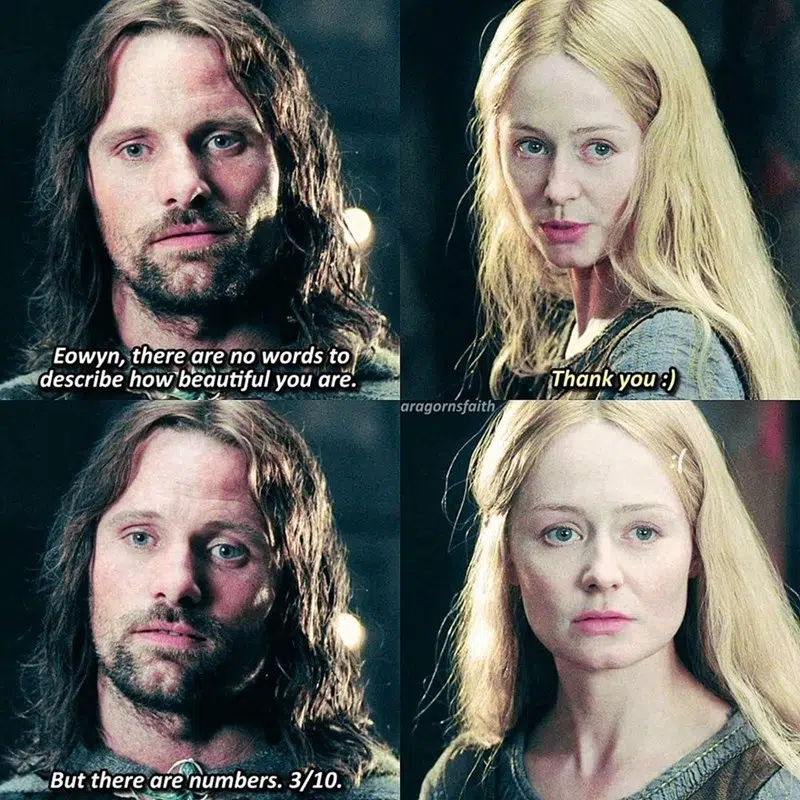 Eowyn, there are no words to
describe how beautiful you are.
Thank you :)
aragornsfaith
:(
But there are numbers. 3/10.